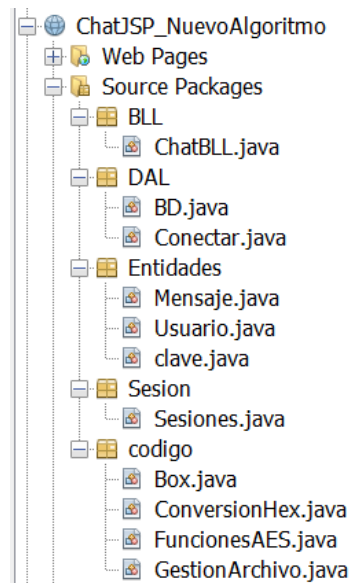 ChatJSP_NuevoAlgoritmo
Web Pages
Source Packages
BLL
ChatBLL.java
DAL
BD.java
Conectar.java
Entidades
Mensaje.java
Usuario.java
clave.java
Sesion
Sesiones.java
codigo
Box.java
ConversionHex.java
FuncionesAES.java
GestionArchivo.java